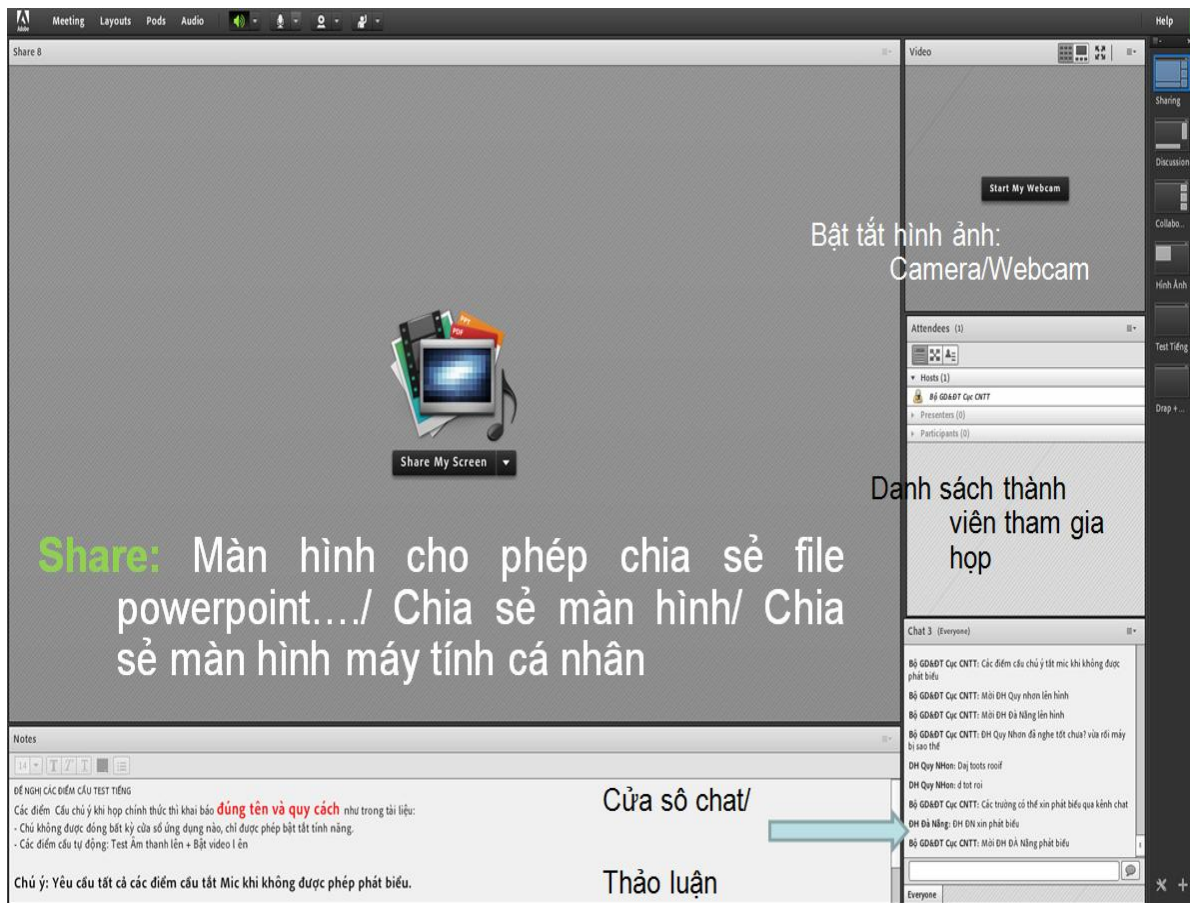 Adobe
Meeting Layouts Pods Audio
Help
Share 8
Video
Start My Webcam
Bật tắt hình ảnh:
Camera/Webcam
Sharing
Discussion
Collabo...
Hình Ảnh
Test Tiếng
Drap + ...
Attendees (1)
Hosts (1)
Bộ GD&ĐT Cục CNTT
Presenters (0)
Participants (0)
Danh sách thành
viên tham gia
họp
PPT
PDF
Share My Screen
Share: Màn hình cho phép chia sẻ file
powerpoint…./ Chia sẻ màn hình/ Chia
sẻ màn hình máy tính cá nhân
Chat 3 (Everyone)
Bộ GD&ĐT Cục CNTT: Các điểm cầu chú ý tắt mic khi không được
phát biểu
Bộ GD&ĐT Cục CNTT: Mời ĐH Quy nhơn lên hình
Bộ GD&ĐT Cục CNTT: Mời ĐH Đà Nẵng lên hình
Bộ GD&ĐT Cục CNTT: ĐH Quy Nhơn đã nghe tốt chưa? vừa rồi máy
bị sao thế
DH Quy NHon: Daj toots rooif
DH Quy NHon: d tot roi
Bộ GD&ĐT Cục CNTT: Các trường có thể xin phát biểu qua kênh chat
ĐH Đà Nẵng: ĐH ĐN xin phát biểu
Bộ GD&ĐT Cục CNTT: Mời ĐH ĐÀ Nẵng phát biểu
Everyone
Notes
14
T T T
ĐỀ NGHỊ CÁC ĐIỂM CẦU TEST TIẾNG
Các điểm Cầu chú ý khi họp chính thức thì khai báo đúng tên và quy cách như trong tài liệu:
- Chú không được đóng bất kỳ cửa sổ ứng dụng nào, chỉ được phép bật tắt tính năng.
- Các điểm cầu tự động: Test Âm thanh lên + Bật video l ên
Chú ý: Yêu cầu tất cả các điểm cầu tắt Mic khi không được phép phát biểu.
Cửa sô chat/
Thảo luận